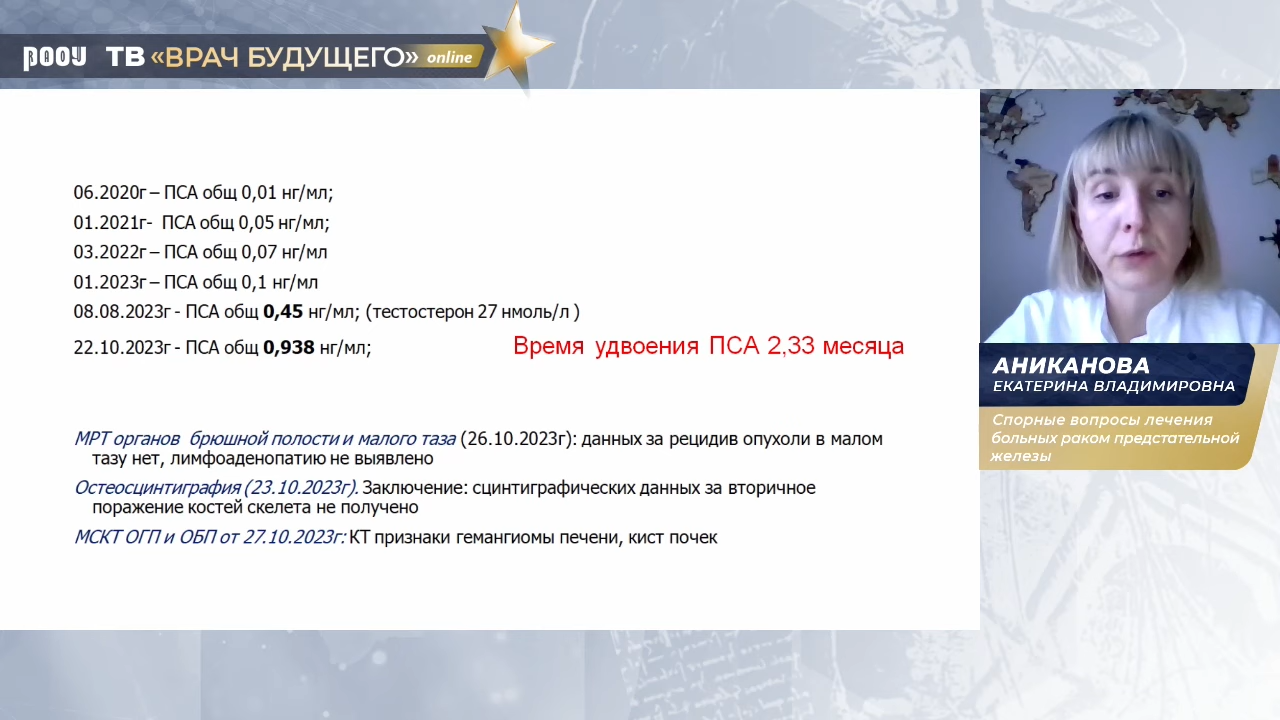 РООУ ТВ «ВРАЧ БУДУЩЕГО» online
06.2020г – ПСА общ 0,01 нг/мл;
01.2021г- ПСА общ 0,05 нг/мл;
03.2022г – ПСА общ 0,07 нг/мл
01.2023г – ПСА общ 0,1 нг/мл
08.08.2023г - ПСА общ 0,45 нг/мл; (тестостерон 27 нмоль/л )
22.10.2023г - ПСА общ 0,938 нг/мл; Время удвоения ПСА 2,33 месяца
МРТ органов брюшной полости и малого таза (26.10.2023г): данных за рецидив опухоли в малом
тазу нет, лимфоаденопатию не выявлено
Остеосцинтиграфия (23.10.2023г). Заключение: сцинтиграфических данных за вторичное
поражение костей скелета не получено
МСКТ ОГП и ОБП от 27.10.2023г: КТ признаки гемангиомы печени, кист почек
АНИКАНОВА
ЕКАТЕРИНА ВЛАДИМИРОВНА
Спорные вопросы лечения
больных раком предстательной
железы